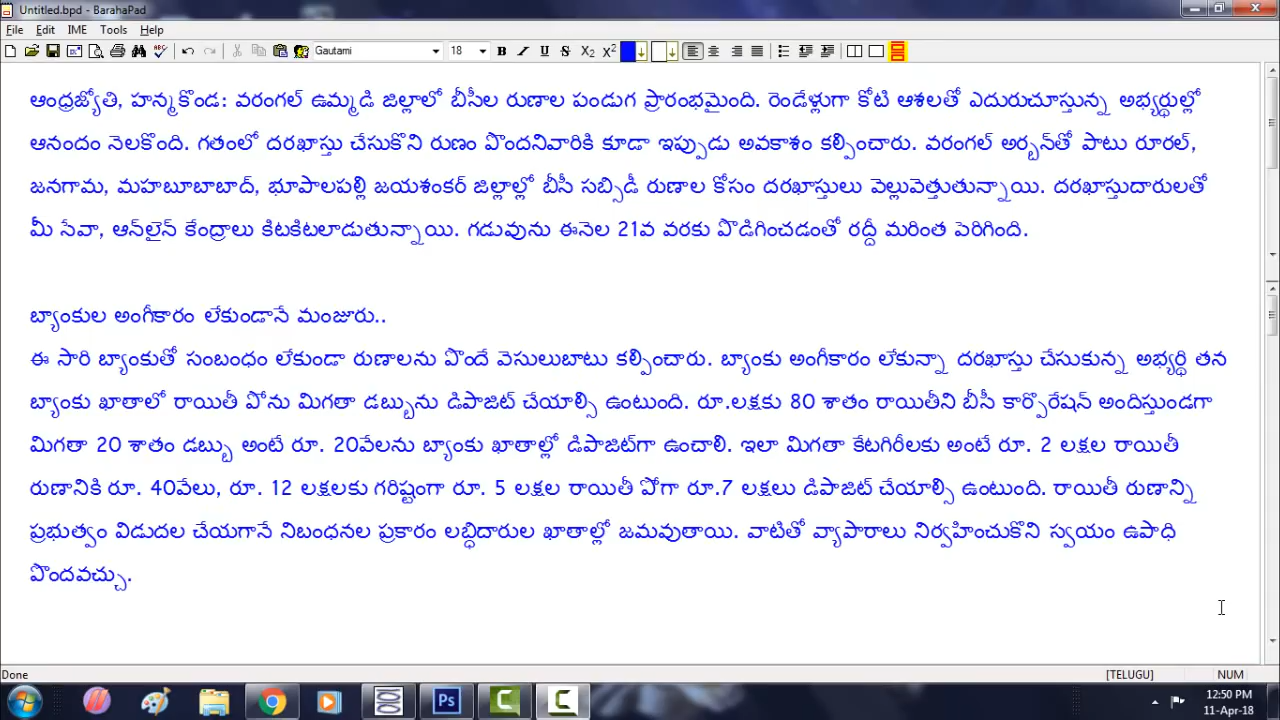 Untitled.bpd - BarahaPad
File Edit IME Tools Help
Gautami 18 B I U S X₂ X²
ఆంధ్రజ్యోతి, హన్మకొండ: వరంగల్ ఉమ్మడి జిల్లాలో బీసీల రుణాల పండుగ ప్రారంభమైంది. రెండేళ్లుగా కోటి ఆశలతో ఎదురుచూస్తున్న అభ్యర్థుల్లో
ఆనందం నెలకొంది. గతంలో దరఖాస్తు చేసుకొని రుణం పొందనివారికి కూడా ఇప్పుడు అవకాశం కల్పించారు. వరంగల్ అర్బన్‌తో పాటు రూరల్,
జనగామ, మహబూబాబాద్, భూపాలపల్లి జయశంకర్ జిల్లాల్లో బీసీ సబ్సిడీ రుణాల కోసం దరఖాస్తులు వెల్లువెత్తుతున్నాయి. దరఖాస్తుదారులతో
మీ సేవా, ఆన్‌లైన్ కేంద్రాలు కిటకిటలాడుతున్నాయి. గడువును ఈనెల 21వ వరకు పొడిగించడంతో రద్దీ మరింత పెరిగింది.
బ్యాంకుల అంగీకారం లేకుండానే మంజురు..
ఈ సారి బ్యాంకుతో సంబంధం లేకుండా రుణాలను పొందే వెసులుబాటు కల్పించారు. బ్యాంకు అంగీకారం లేకున్నా దరఖాస్తు చేసుకున్న అభ్యర్థి తన
బ్యాంకు ఖాతాలో రాయితీ పోను మిగతా డబ్బును డిపాజిట్ చేయాల్సి ఉంటుంది. రూ.లక్షకు 80 శాతం రాయితీని బీసీ కార్పొరేషన్ అందిస్తుండగా
మిగతా 20 శాతం డబ్బు అంటే రూ. 20వేలను బ్యాంకు ఖాతాల్లో డిపాజిట్‌గా ఉంచాలి. ఇలా మిగతా కేటగిరీలకు అంటే రూ. 2 లక్షల రాయితీ
రుణానికి రూ. 40వేలు, రూ. 12 లక్షలకు గరిష్టంగా రూ. 5 లక్షల రాయితీ పోగా రూ.7 లక్షలు డిపాజిట్ చేయాల్సి ఉంటుంది. రాయితీ రుణాన్ని
ప్రభుత్వం విడుదల చేయగానే నిబంధనల ప్రకారం లబ్ధిదారుల ఖాతాల్లో జమవుతాయి. వాటితో వ్యాపారాలు నిర్వహించుకొని స్వయం ఉపాధి
పొందవచ్చు.
Done [TELUGU] NUM
Ps 12:50 PM
11-Apr-18